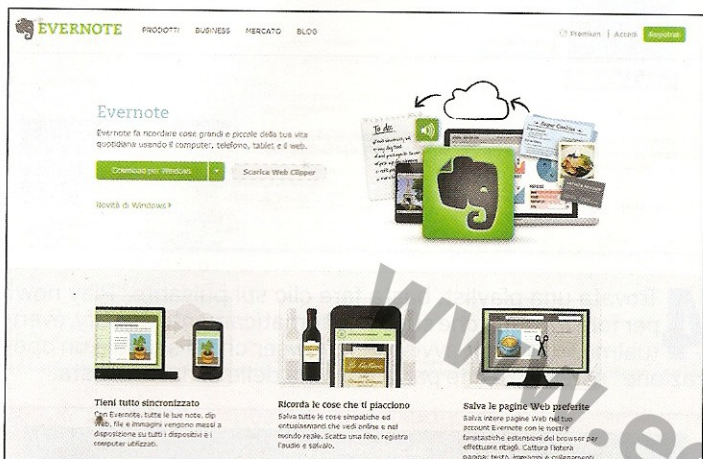 EVERNOTE PRODOTTI BUSINESS MERCATO BLOG Premium | Accedi Registrati
Evernote
Evernote fa ricordare cose grandi e piccole della tua vita
quotidiana usando il computer, telefono, tablet e il web.
Download per Windows Scarica Web Clipper
Novità di Windows
To do:
Tieni tutto sincronizzato
Con Evernote, tutte le tue note, clip
Web, file e immagini vengono messi a
disposizione su tutti i dispositivi e i
computer utilizzati.
Ricorda le cose che ti piacciono
Salva tutte le cose simpatiche ed
entusiasmanti che vedi online e nel
mondo reale. Scatta una foto, registra
l'audio e salvalo.
Salva le pagine Web preferite
Salva intere pagine Web nel tuo
account Evernote con le nostre
fantastiche estensioni del browser per
effettuare ritagli. Cattura l'intera
pagina: testo, immagini e collegamenti
www.ed